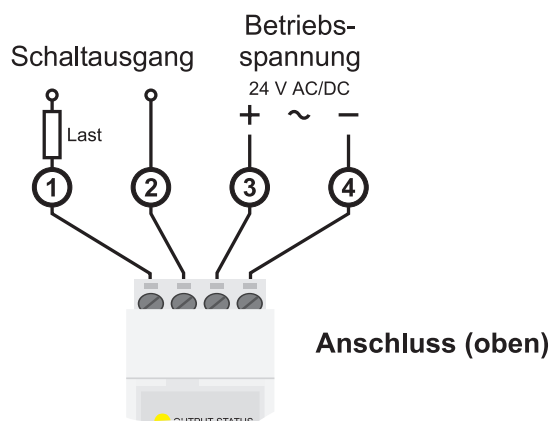 Schaltausgang
Betriebs-
spannung
24 V AC/DC
+ ~ −
Last
1 2 3 4
Anschluss (oben)
OUTPUT STATUS